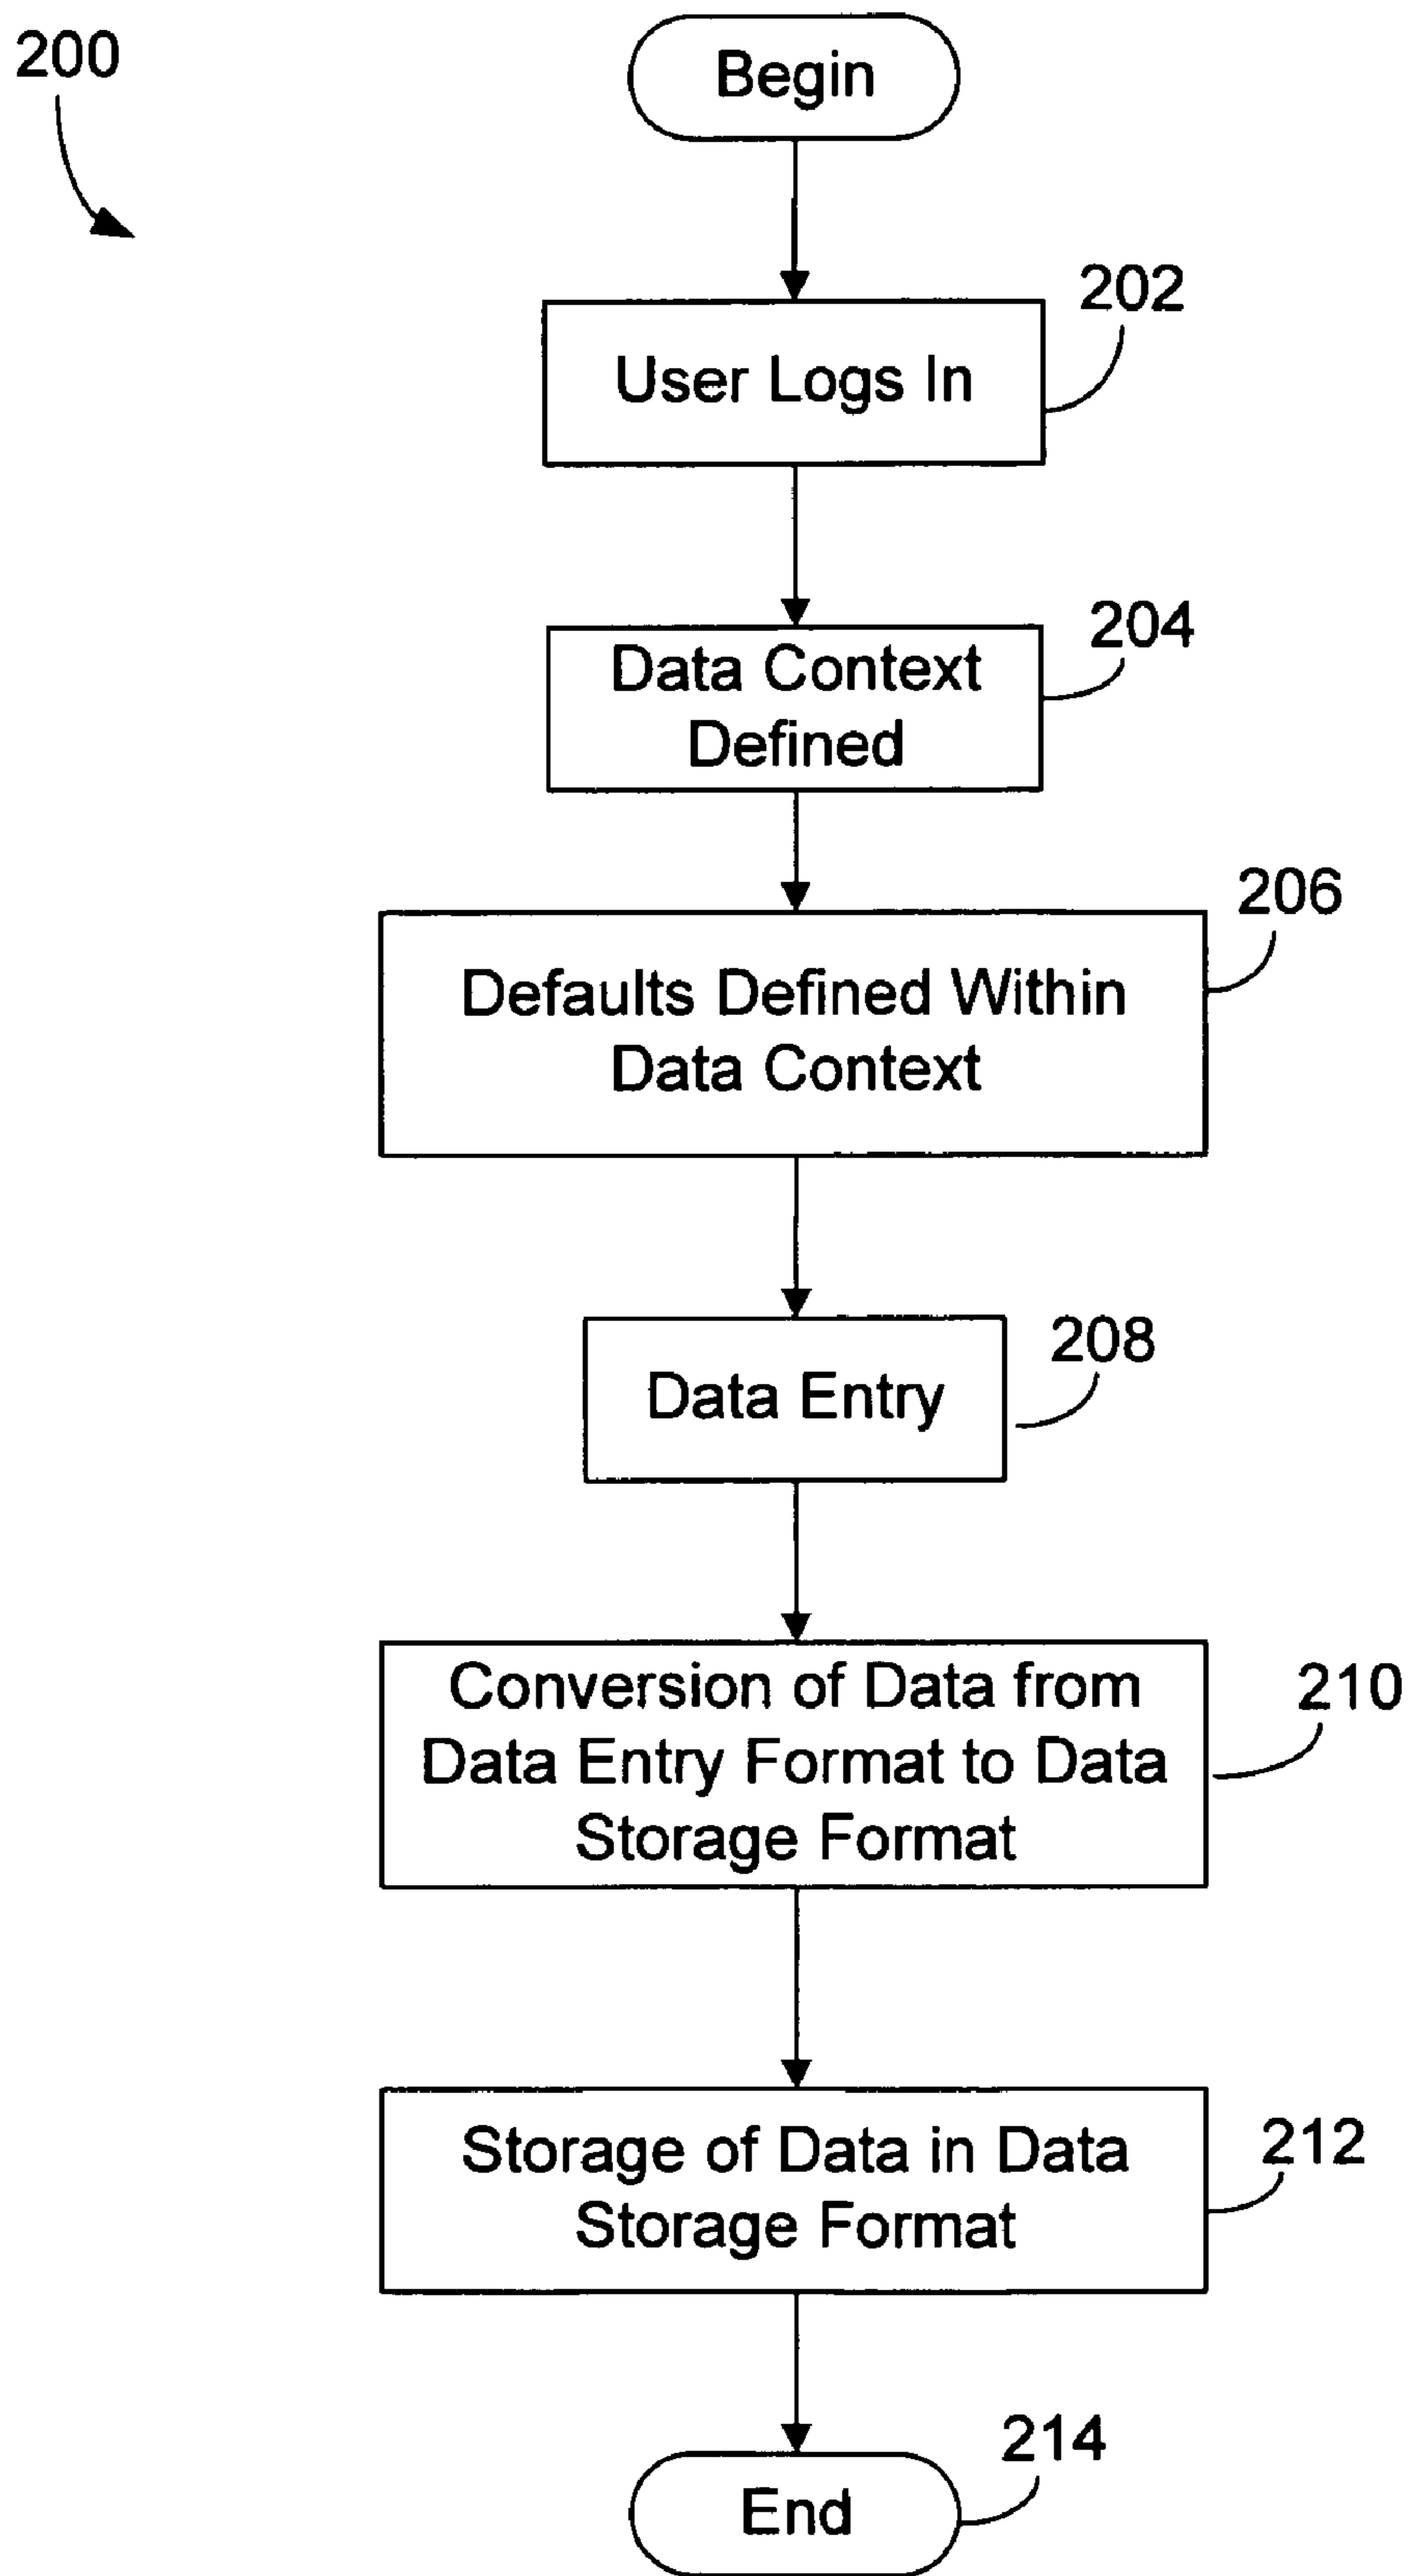 200
Begin
202
User Logs In
204
Data Context
Defined
206
Defaults Defined Within
Data Context
208
Data Entry
210
Conversion of Data from
Data Entry Format to Data
Storage Format
212
Storage of Data in Data
Storage Format
214
End